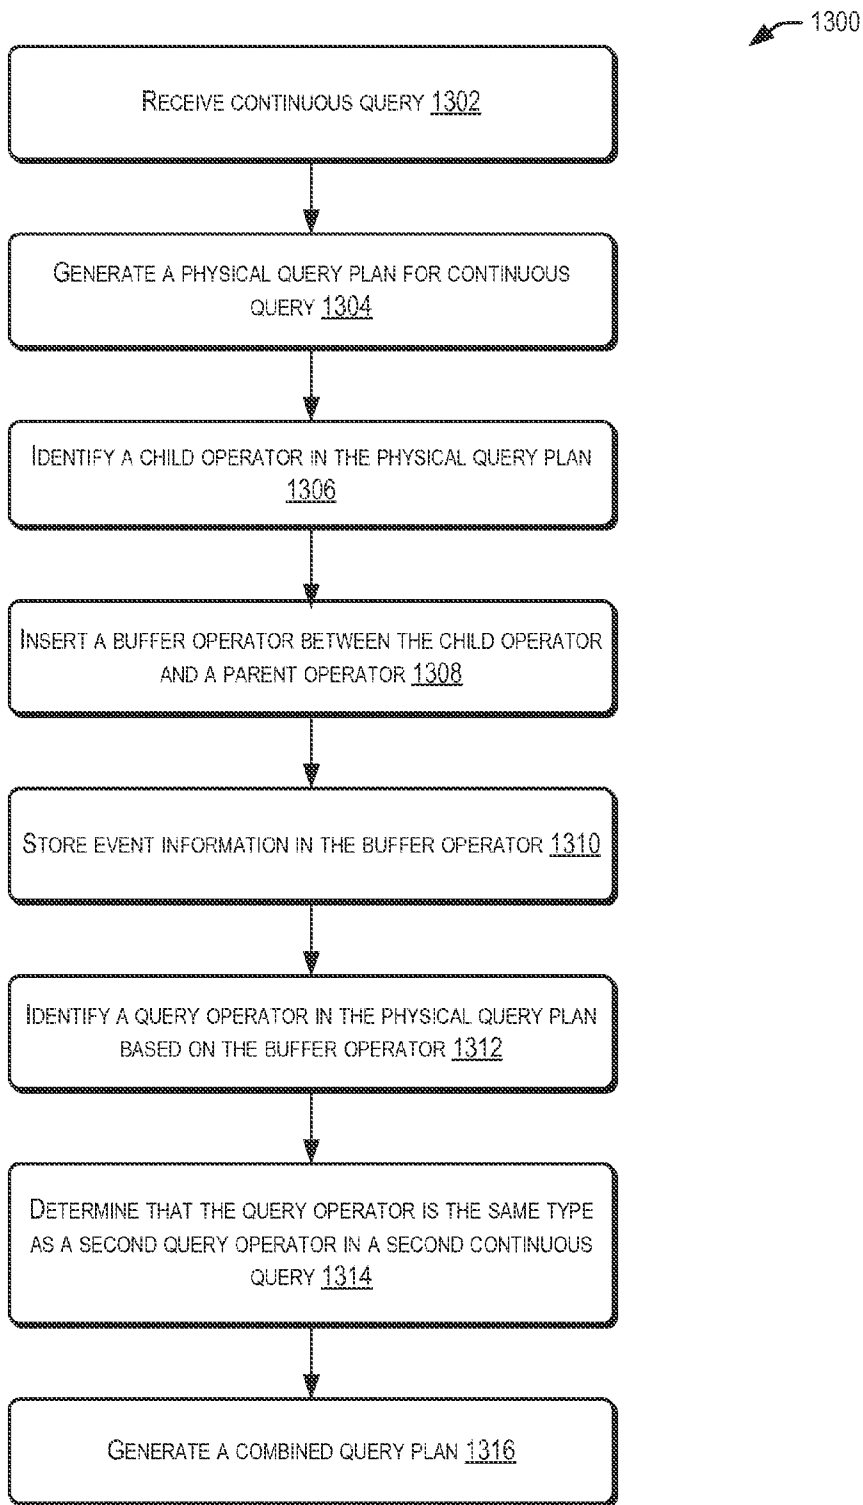 1300
RECEIVE CONTINUOUS QUERY 1302
GENERATE A PHYSICAL QUERY PLAN FOR CONTINUOUS
QUERY 1304
IDENTIFY A CHILD OPERATOR IN THE PHYSICAL QUERY PLAN
1306
INSERT A BUFFER OPERATOR BETWEEN THE CHILD OPERATOR
AND A PARENT OPERATOR 1308
STORE EVENT INFORMATION IN THE BUFFER OPERATOR 1310
IDENTIFY A QUERY OPERATOR IN THE PHYSICAL QUERY PLAN
BASED ON THE BUFFER OPERATOR 1312
DETERMINE THAT THE QUERY OPERATOR IS THE SAME TYPE
AS A SECOND QUERY OPERATOR IN A SECOND CONTINUOUS
QUERY 1314
GENERATE A COMBINED QUERY PLAN 1316